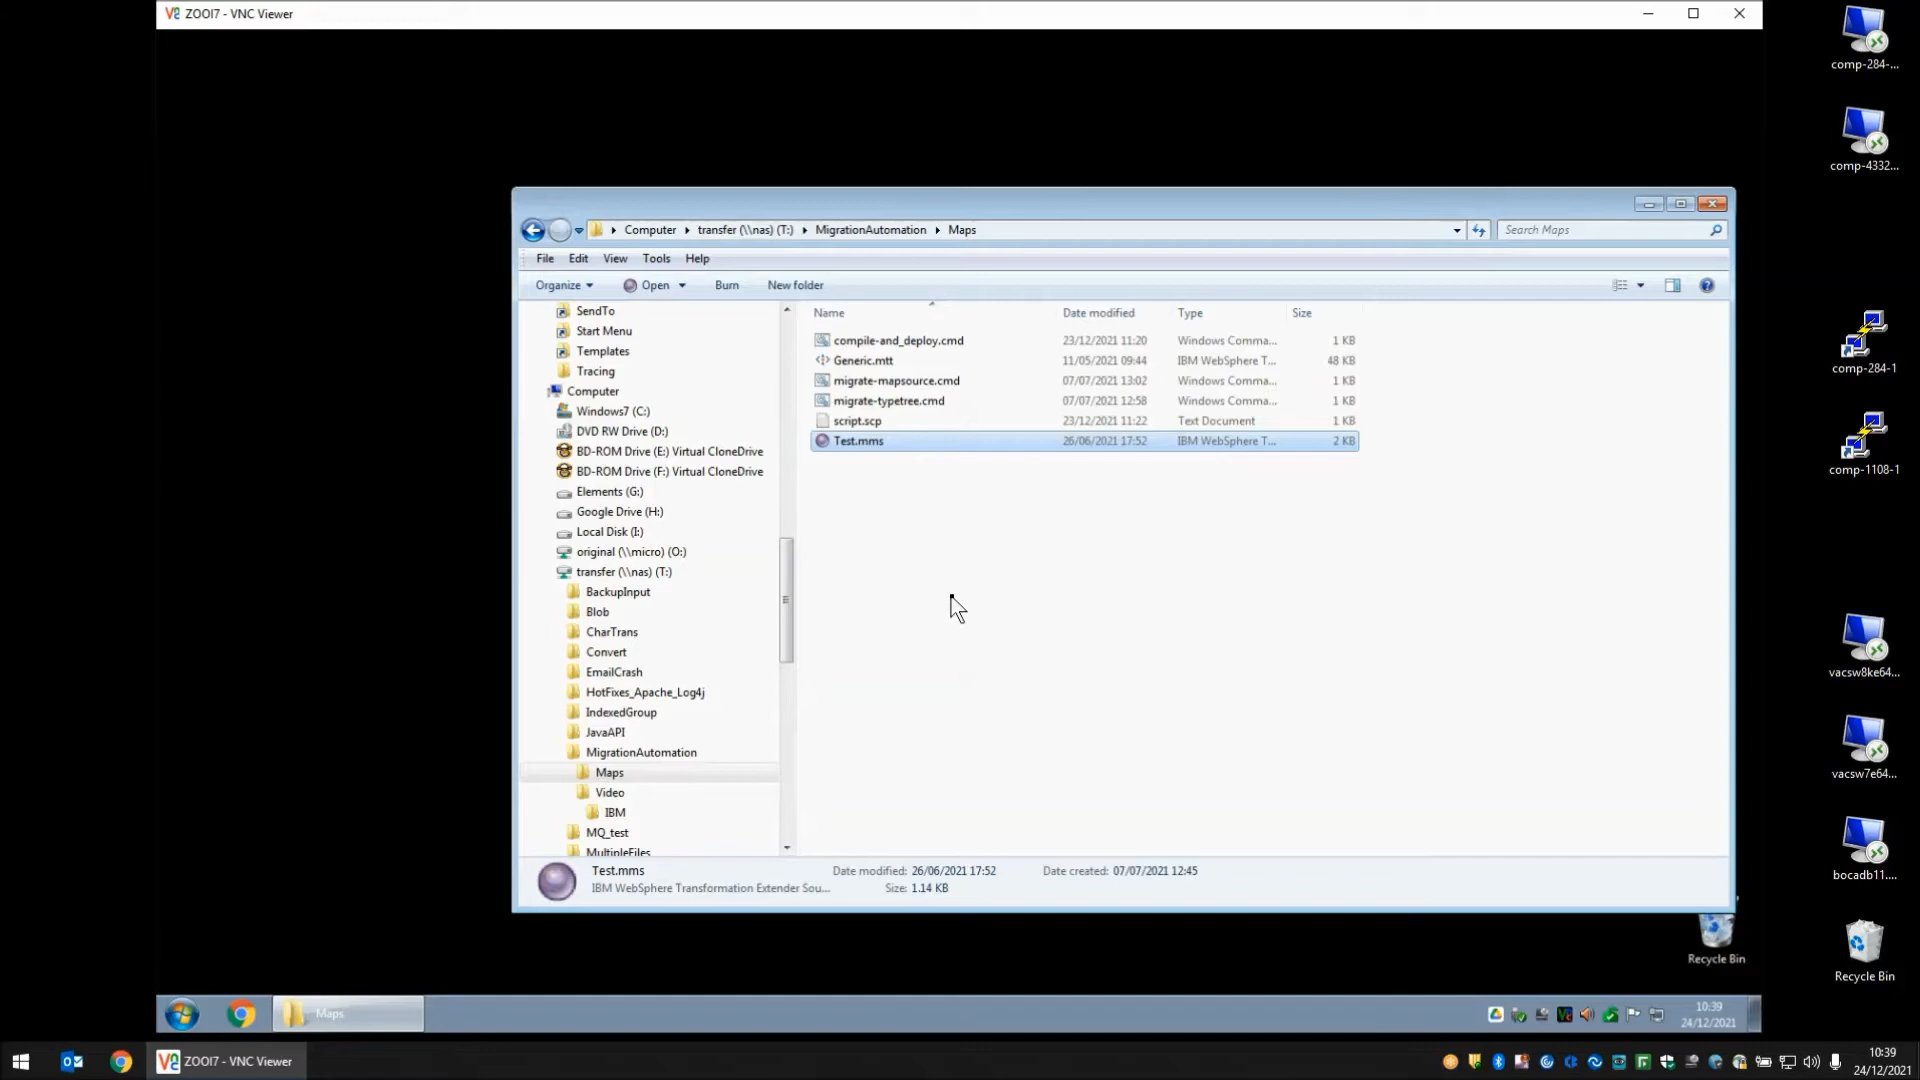 ZOOI7 - VNC Viewer
Computer transfer (\\nas) (T:) MigrationAutomation Maps
Search Maps
File Edit View Tools Help
Organize Open Burn New folder
SendTo
Start Menu
Templates
Tracing
Computer
Windows7 (C:)
DVD RW Drive (D:)
BD-ROM Drive (E:) Virtual CloneDrive
BD-ROM Drive (F:) Virtual CloneDrive
Elements (G:)
Google Drive (H:)
Local Disk (I:)
original (\\micro) (O:)
transfer (\\nas) (T:)
BackupInput
Blob
CharTrans
Convert
EmailCrash
HotFixes_Apache_Log4j
IndexedGroup
JavaAPI
MigrationAutomation
Maps
Video
IBM
MQ_test
MultipleFiles
Name Date modified Type Size
compile-and_deploy.cmd 23/12/2021 11:20 Windows Comma... 1 KB
Generic.mtt 11/05/2021 09:44 IBM WebSphere T... 48 KB
migrate-mapsource.cmd 07/07/2021 13:02 Windows Comma... 1 KB
migrate-typetree.cmd 07/07/2021 12:58 Windows Comma... 1 KB
script.scp 23/12/2021 11:22 Text Document 1 KB
Test.mms 26/06/2021 17:52 IBM WebSphere T... 2 KB
Test.mms Date modified: 26/06/2021 17:52 Date created: 07/07/2021 12:45
IBM WebSphere Transformation Extender Sou... Size: 1.14 KB
Recycle Bin
Maps
10:39
24/12/2021
comp-284-...
comp-4332...
comp-284-1
comp-1108-1
vacsw8ke64...
vacsw7e64...
bocadb11....
Recycle Bin
ZOOI7 - VNC Viewer
10:39
24/12/2021